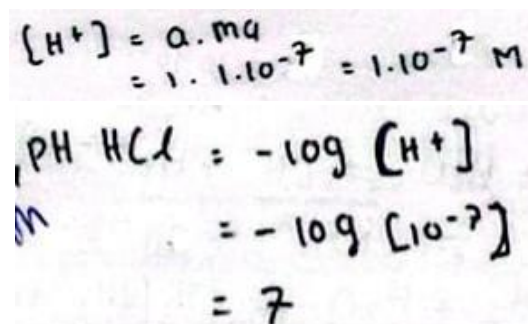 [H+] = a.ma
= 1. 1.10-7 = 1.10-7 M
PH HCl = -log [H+]
= - log [10-7]
= 7